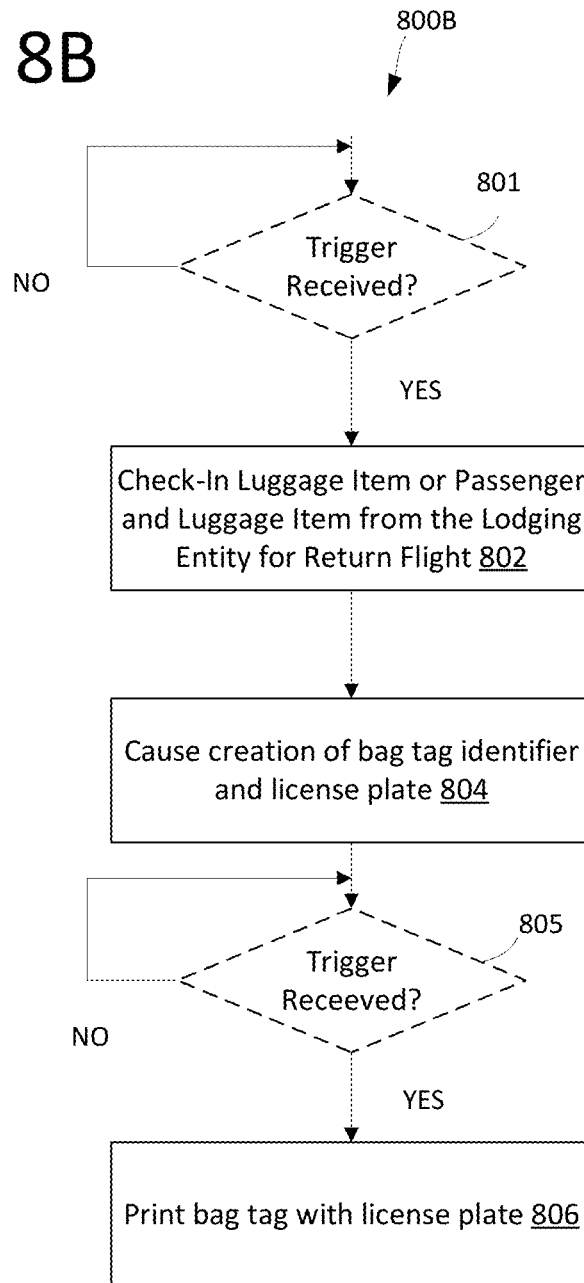 8B
800B
801
Trigger
Received?
NO
YES
Check-In Luggage Item or Passenger
and Luggage Item from the Lodging
Entity for Return Flight 802
Cause creation of bag tag identifier
and license plate 804
805
Trigger
Receeved?
NO
YES
Print bag tag with license plate 806